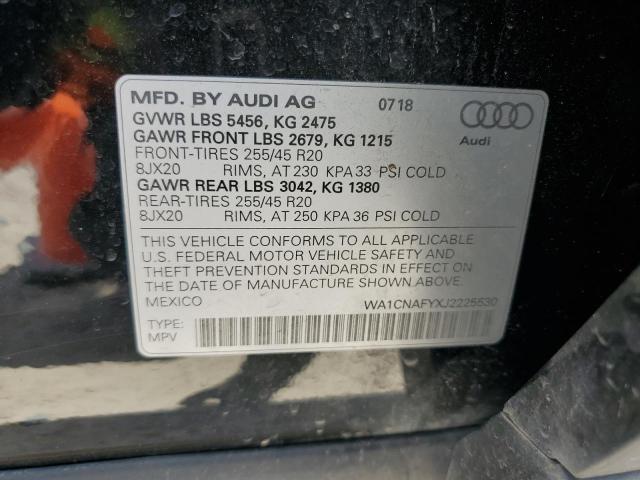 MFD. BY AUDI AG 0718
GVWR LBS 5456, KG 2475
GAWR FRONT LBS 2679, KG 1215
FRONT-TIRES 255/45 R20
8JX20 RIMS, AT 230 KPA 33 PSI COLD
GAWR REAR LBS 3042, KG 1380
REAR-TIRES 255/45 R20
8JX20 RIMS, AT 250 KPA 36 PSI COLD
Audi
THIS VEHICLE CONFORMS TO ALL APPLICABLE
U.S. FEDERAL MOTOR VEHICLE SAFETY AND
THEFT PREVENTION STANDARDS IN EFFECT ON
THE DATE OF MANUFACTURE SHOWN ABOVE.
MEXICO WA1CNAFYXJ2225530
TYPE:
MPV